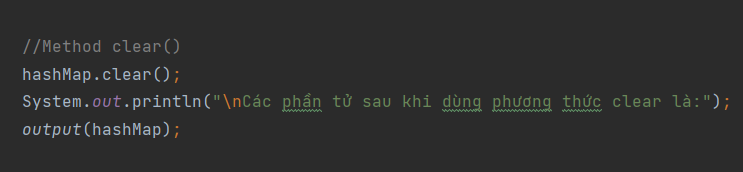 //Method clear()
hashMap.clear();
System.out.println("\nCác phần tử sau khi dùng phương thức clear là:");
output(hashMap);